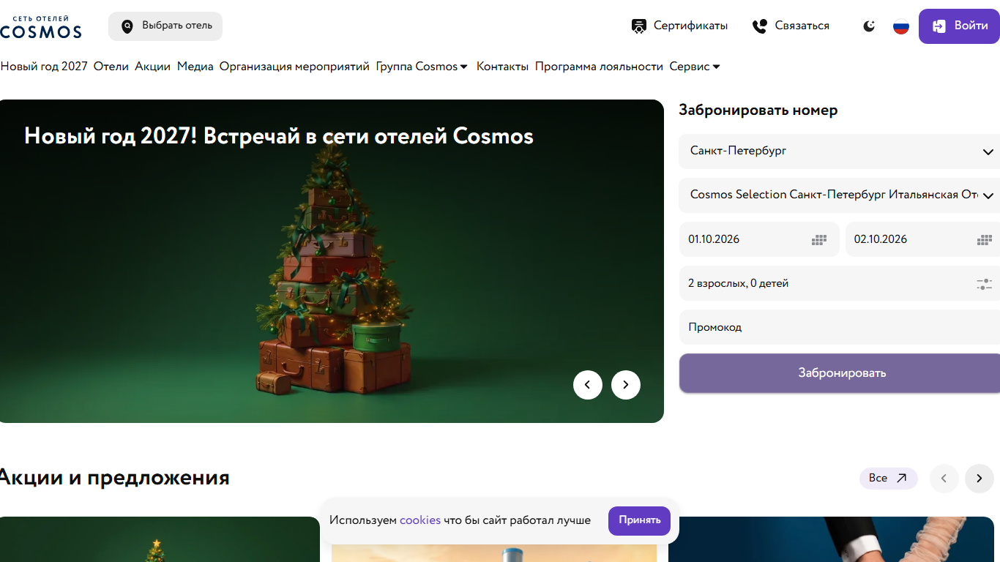 СЕТЬ ОТЕЛЕЙ
COSMOS
Выбрать отель
Сертификаты
Связаться
Войти
Новый год 2027 Отели Акции Медиа Организация мероприятий Группа Cosmos Контакты Программа лояльности Сервис
Новый год 2027! Встречай в сети отелей Cosmos
Забронировать номер
Санкт-Петербург
Cosmos Selection Санкт-Петербург Итальянская
01.10.2026
02.10.2026
2 взрослых, 0 детей
Промокод
Забронировать
Акции и предложения
Все
Используем cookies что бы сайт работал лучше
Принять